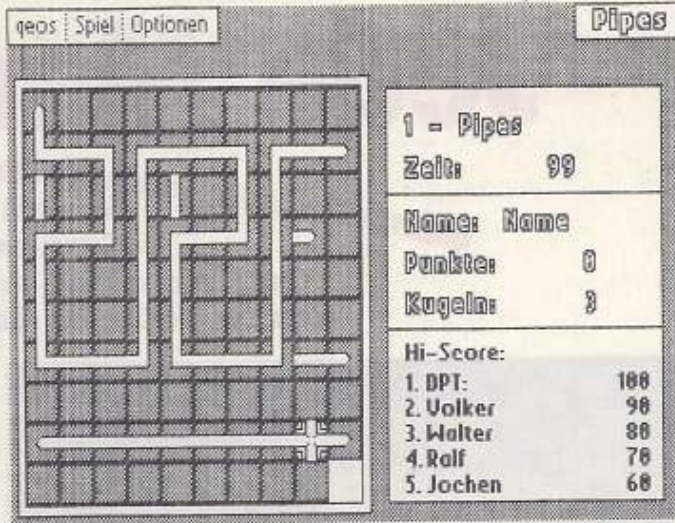 geos Spiel Optionen
Pipes
1 - Pipes
Zeit: 99
Name: Name
Punkte: 0
Kugeln: 3
Hi-Score:
1. DPT: 100
2. Volker 90
3. Walter 80
4. Ralf 70
5. Jochen 60